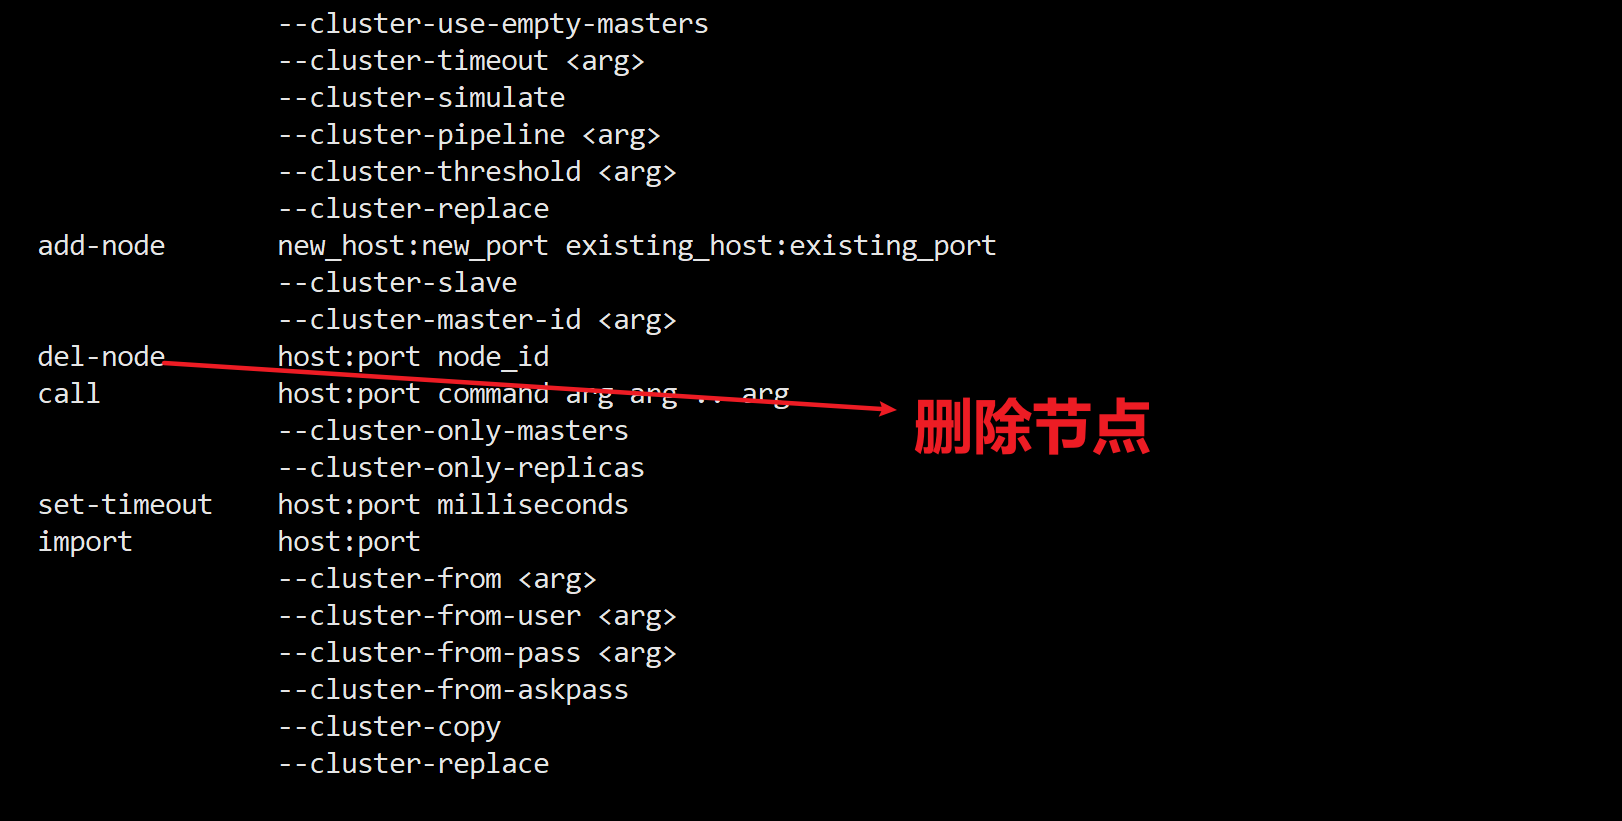 --cluster-use-empty-masters
--cluster-timeout <arg>
--cluster-simulate
--cluster-pipeline <arg>
--cluster-threshold <arg>
--cluster-replace
add-node new_host:new_port existing_host:existing_port
--cluster-slave
--cluster-master-id <arg>
del-node host:port node_id
call host:port command arg arg .. arg
删除节点
--cluster-only-masters
--cluster-only-replicas
set-timeout host:port milliseconds
import host:port
--cluster-from <arg>
--cluster-from-user <arg>
--cluster-from-pass <arg>
--cluster-from-askpass
--cluster-copy
--cluster-replace